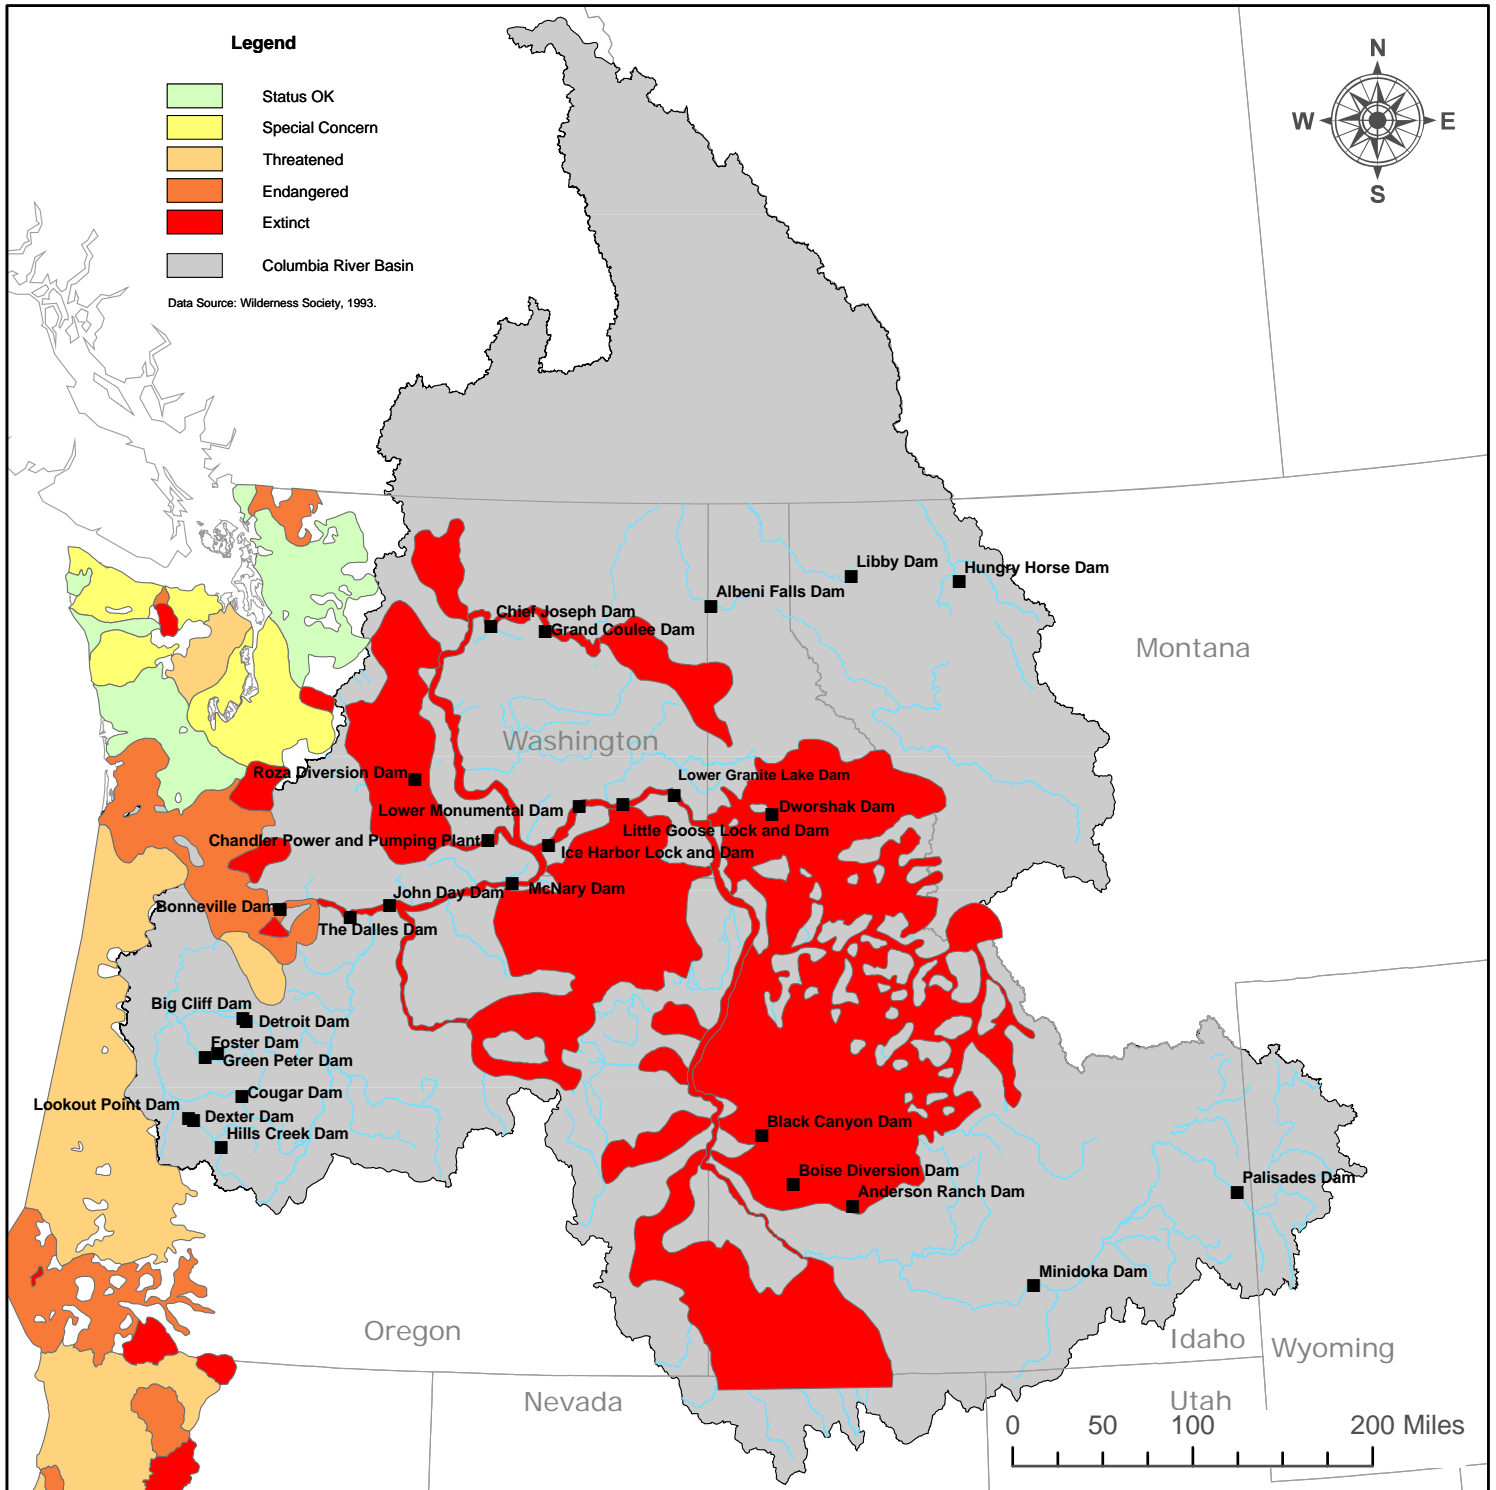 Legend
Status OK
Special Concern
Threatened
Endangered
Extinct
Columbia River Basin
Data Source: Wilderness Society, 1993.
N
W
E
S
Libby Dam
Hungry Horse Dam
Albeni Falls Dam
Chief Joseph Dam
Grand Coulee Dam
Montana
Washington
Roza Diversion Dam
Lower Granite Lake Dam
Lower Monumental Dam
Dworshak Dam
Little Goose Lock and Dam
Chandler Power and Pumping Plant
Ice Harbor Lock and Dam
John Day Dam
McNary Dam
Bonneville Dam
The Dalles Dam
Big Cliff Dam
Detroit Dam
Foster Dam
Green Peter Dam
Cougar Dam
Lookout Point Dam
Dexter Dam
Hills Creek Dam
Black Canyon Dam
Boise Diversion Dam
Anderson Ranch Dam
Palisades Dam
Minidoka Dam
Oregon
Idaho
Wyoming
Nevada
Utah
0 50 100 200 Miles